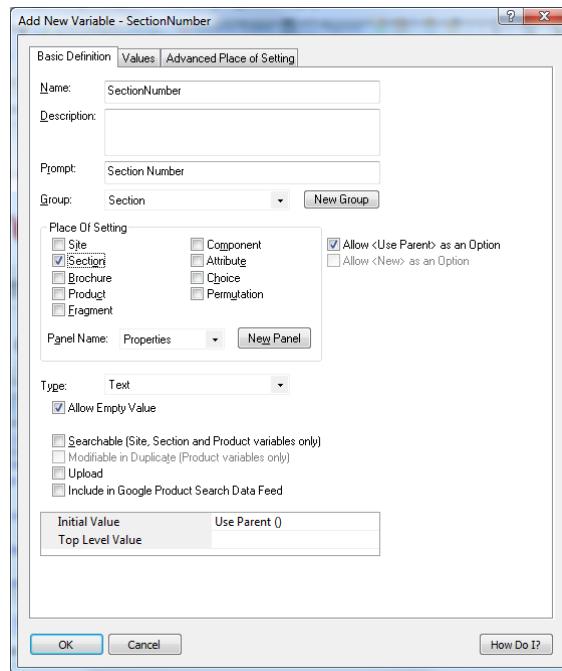 Add New Variable - SectionNumber
Basic Definition Values Advanced Place of Setting
Name: SectionNumber
Description:
Prompt: Section Number
Group: Section New Group
Place Of Setting
Site Component Allow <Use Parent> as an Option
Section Attribute Allow <New> as an Option
Brochure Choice
Product Permutation
Fragment
Panel Name: Properties New Panel
Type: Text
Allow Empty Value
Searchable (Site, Section and Product variables only)
Modifiable in Duplicate (Product variables only)
Upload
Include in Google Product Search Data Feed
Initial Value Use Parent ()
Top Level Value
OK Cancel How Do I?